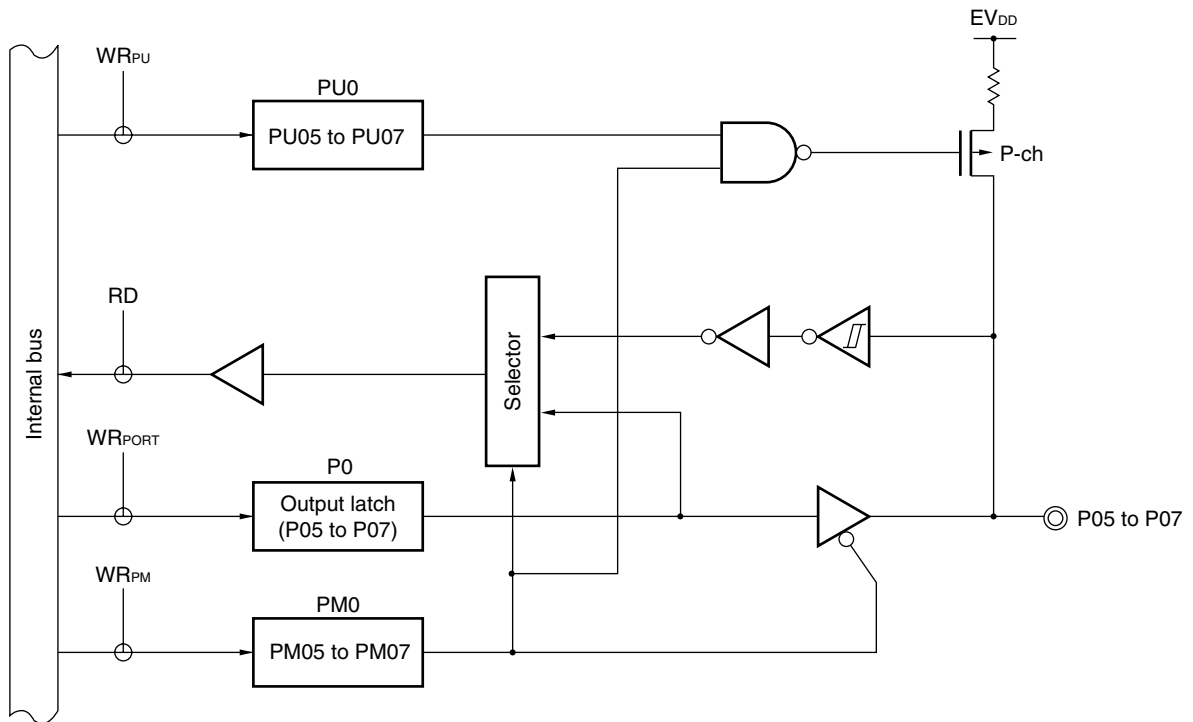 EVDD
WRPU
PU0
PU05 to PU07
P-ch
RD
Selector
Internal bus
WRPORT
P0
Output latch
(P05 to P07)
P05 to P07
WRPM
PM0
PM05 to PM07